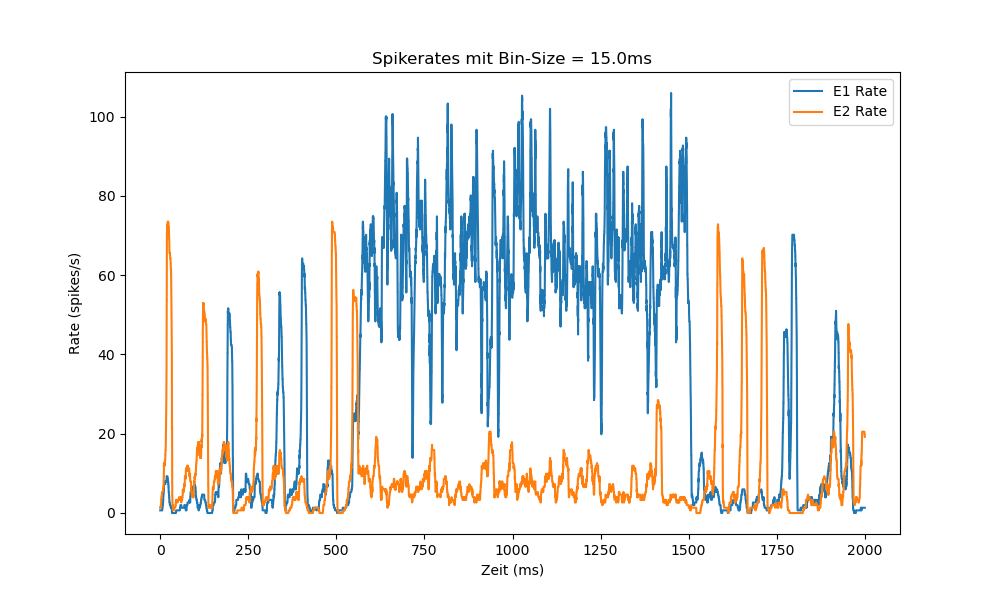 Spikerates mit Bin-Size = 15.0ms
E1 Rate
E2 Rate
Rate (spikes/s)
100
80
60
40
20
0
0 250 500 750 1000 1250 1500 1750 2000
Zeit (ms)